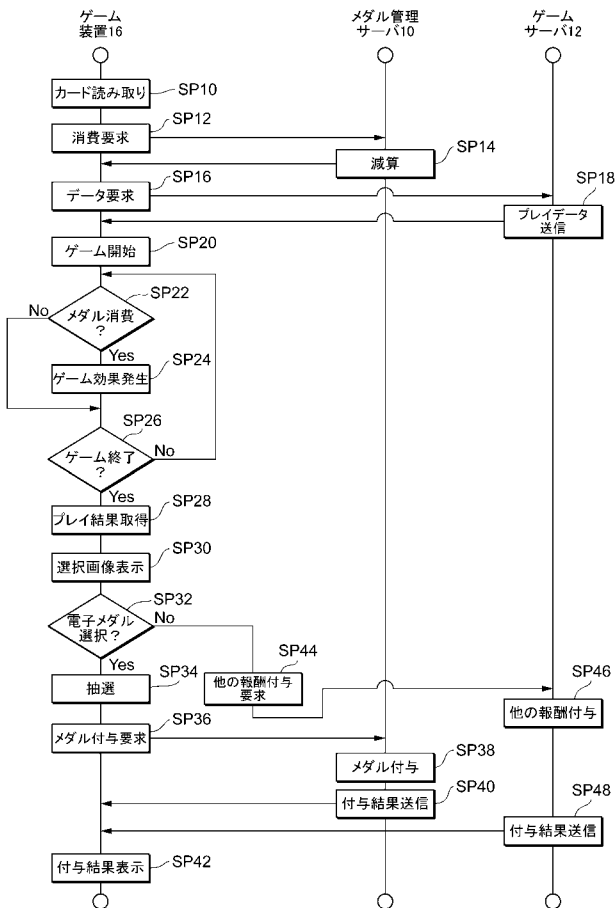 ゲーム
装置16
メダル管理
サーバ10
ゲーム
サーバ12
カード読み取り
SP10
消費要求
SP12
減算
SP14
データ要求
SP16
プレイデータ
送信
SP18
ゲーム開始
SP20
メダル消費
?
SP22
No
Yes
ゲーム効果発生
SP24
ゲーム終了
?
SP26
No
Yes
プレイ結果取得
SP28
選択画像表示
SP30
電子メダル
選択?
SP32
No
Yes
抽選
SP34
他の報酬付与
要求
SP44
他の報酬付与
SP46
メダル付与要求
SP36
メダル付与
SP38
付与結果送信
SP40
付与結果送信
SP48
付与結果表示
SP42